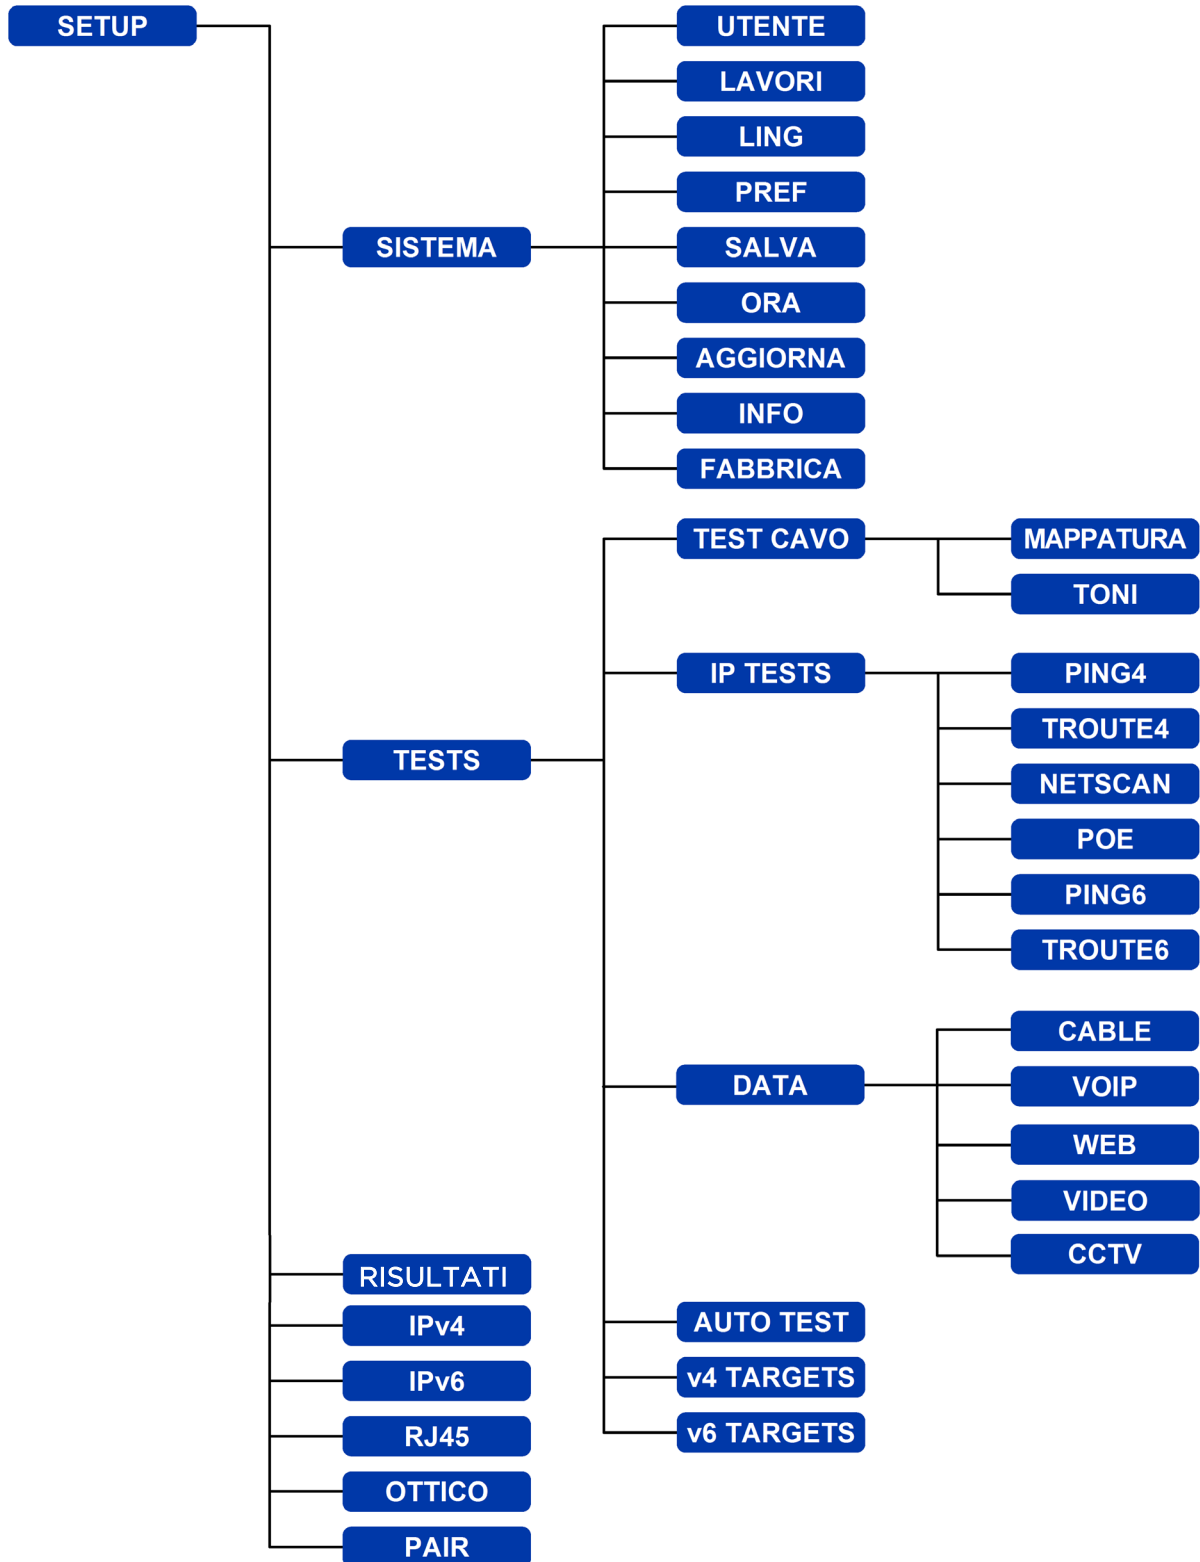 SETUP
UTENTE
LAVORI
LING
PREF
SISTEMA
SALVA
ORA
AGGIORNA
INFO
FABBRICA
TEST CAVO
MAPPATURA
TONI
IP TESTS
PING4
TROUTE4
TESTS
NETSCAN
POE
PING6
TROUTE6
CABLE
DATA
VOIP
WEB
VIDEO
CCTV
RISULTATI
IPv4
AUTO TEST
IPv6
v4 TARGETS
RJ45
v6 TARGETS
OTTICO
PAIR